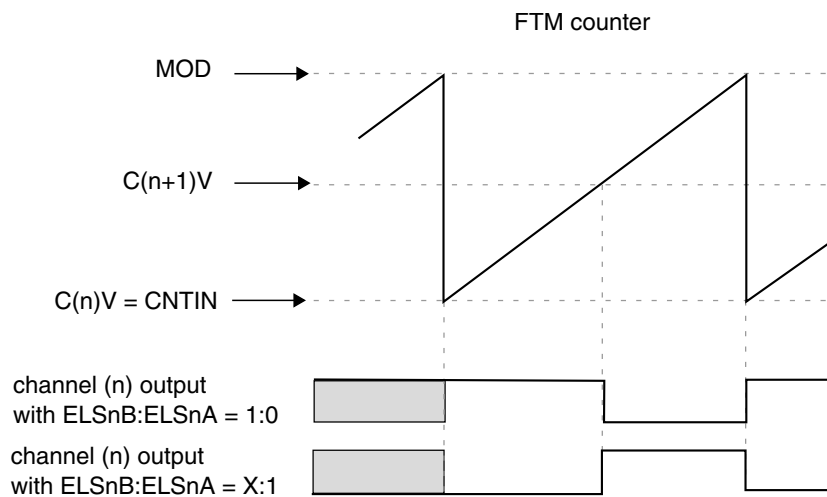 FTM counter
MOD
C(n+1)V
C(n)V = CNTIN
channel (n) output
with ELSnB:ELSnA = 1:0
channel (n) output
with ELSnB:ELSnA = X:1